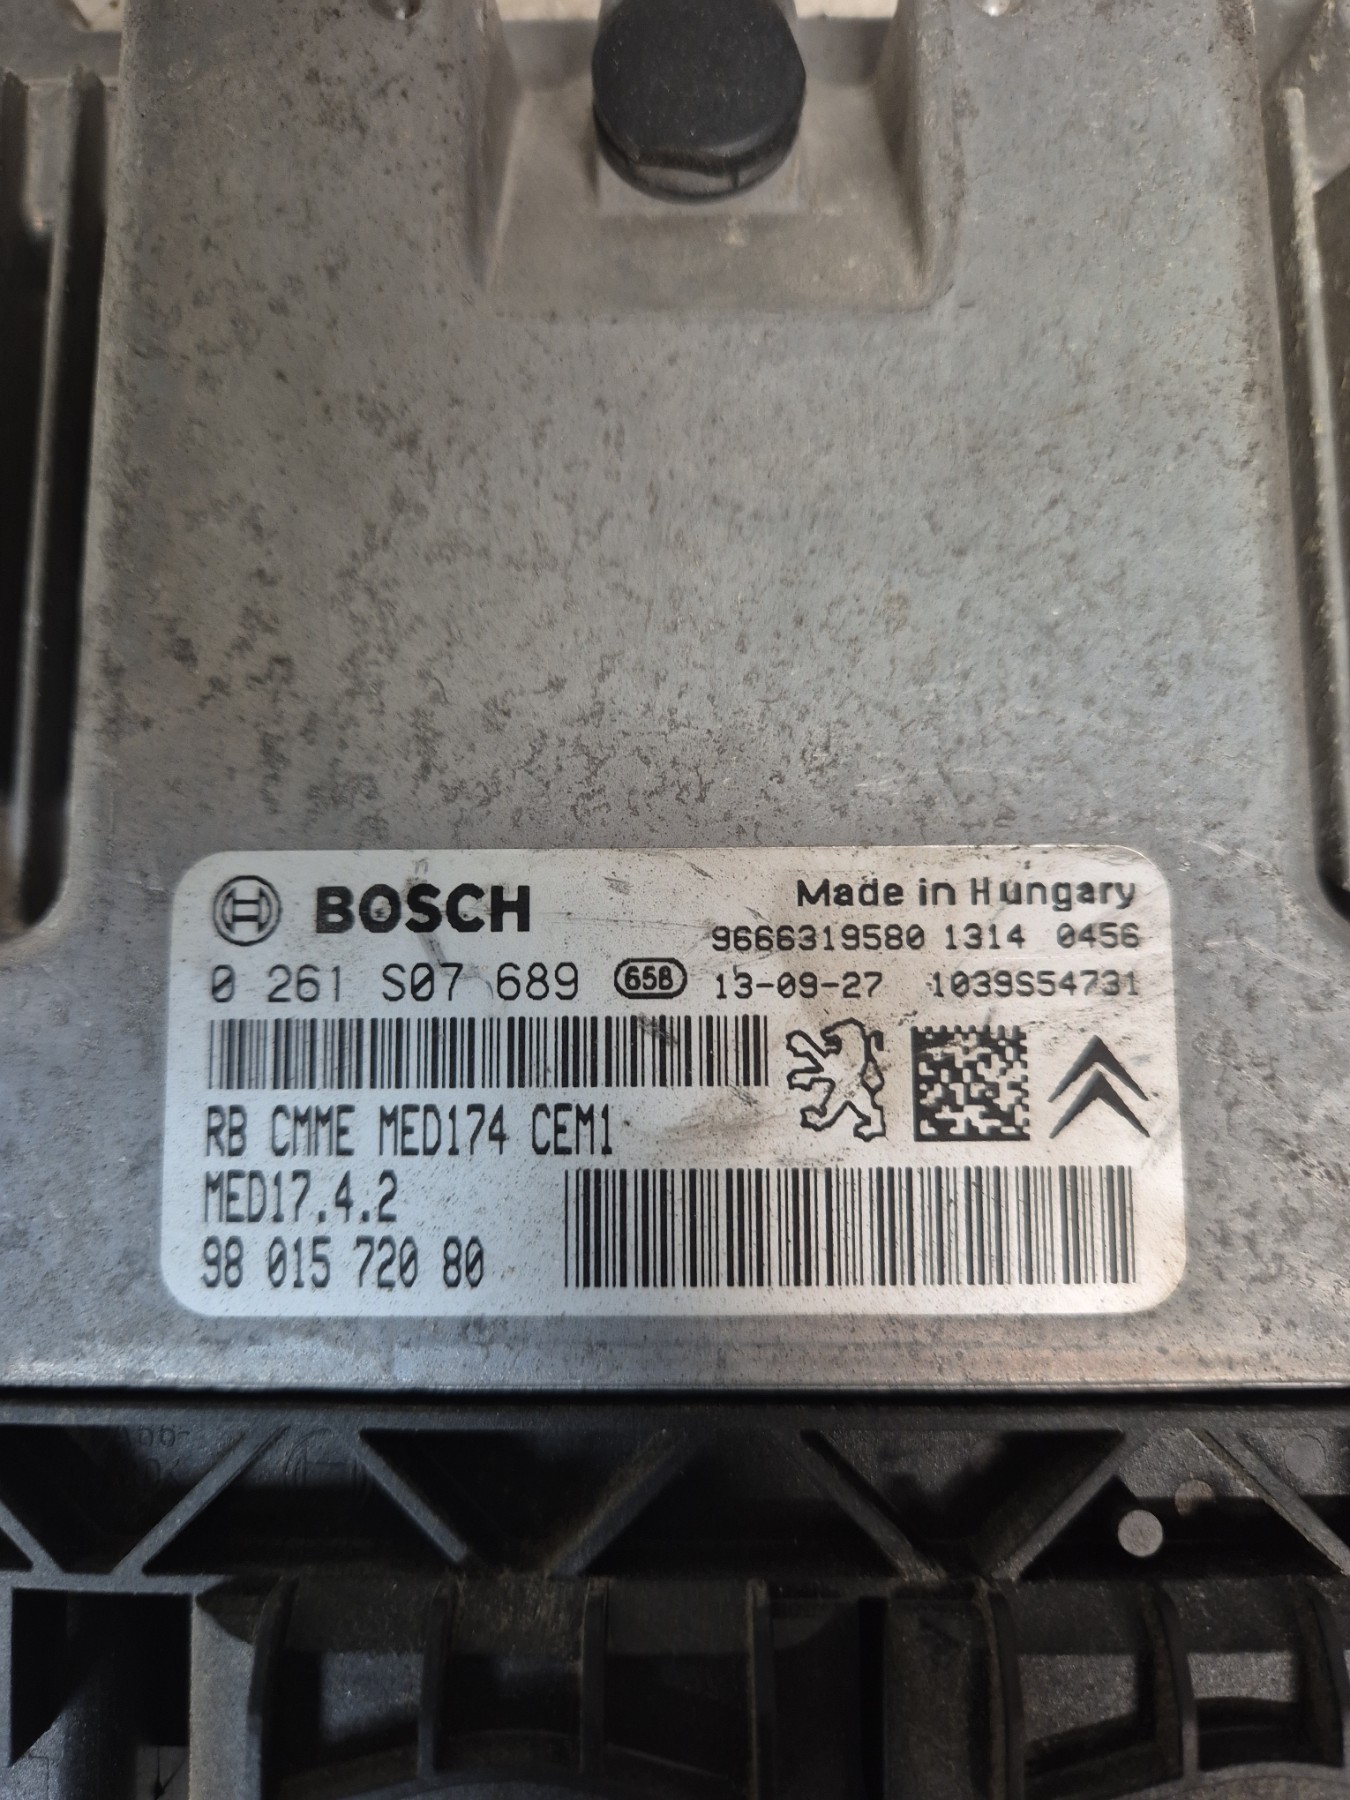 BOSCH
Made in Hungary
9666319580 1314 0456
0 261 S07 689 658 13-09-27 1039S54731
RB CMME MED174 CEM1
MED17.4.2
98 015 720 80